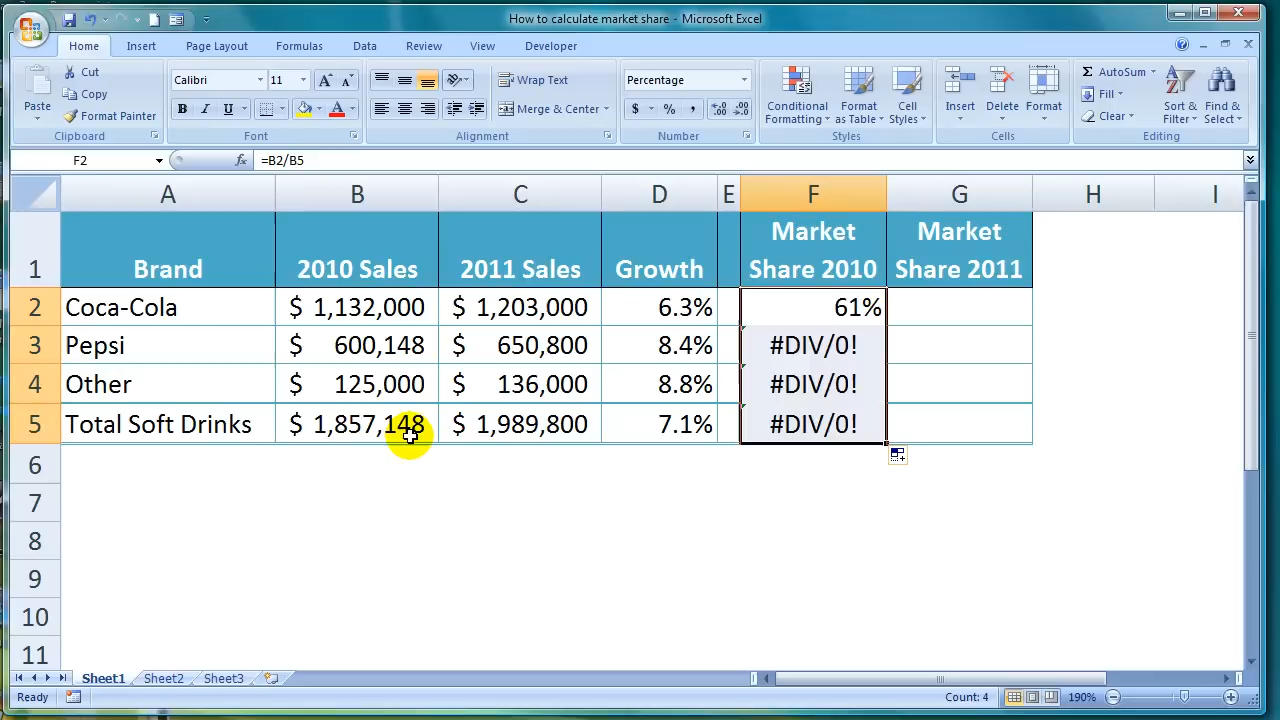 How to calculate market share - Microsoft Excel
Home Insert Page Layout Formulas Data Review View Developer
Paste Cut Copy Format Painter
Clipboard
Calibri 11
B I U A A A
Font
Wrap Text
Merge & Center
Alignment
Percentage
$ % , .0 .00 .00 .0
Number
Conditional Formatting Format as Table Cell Styles
Styles
Insert Delete Format
Cells
Σ AutoSum Fill Clear Sort & Filter Find & Select
Editing
F2 fx =B2/B5
A B C D E F G H I
1 Brand 2010 Sales 2011 Sales Growth Market Share 2010 Market Share 2011
2 Coca-Cola $ 1,132,000 $ 1,203,000 6.3% 61%
3 Pepsi $ 600,148 $ 650,800 8.4% #DIV/0!
4 Other $ 125,000 $ 136,000 8.8% #DIV/0!
5 Total Soft Drinks $ 1,857,148 $ 1,989,800 7.1% #DIV/0!
6
7
8
9
10
11
Sheet1 Sheet2 Sheet3
Ready Count: 4 190%